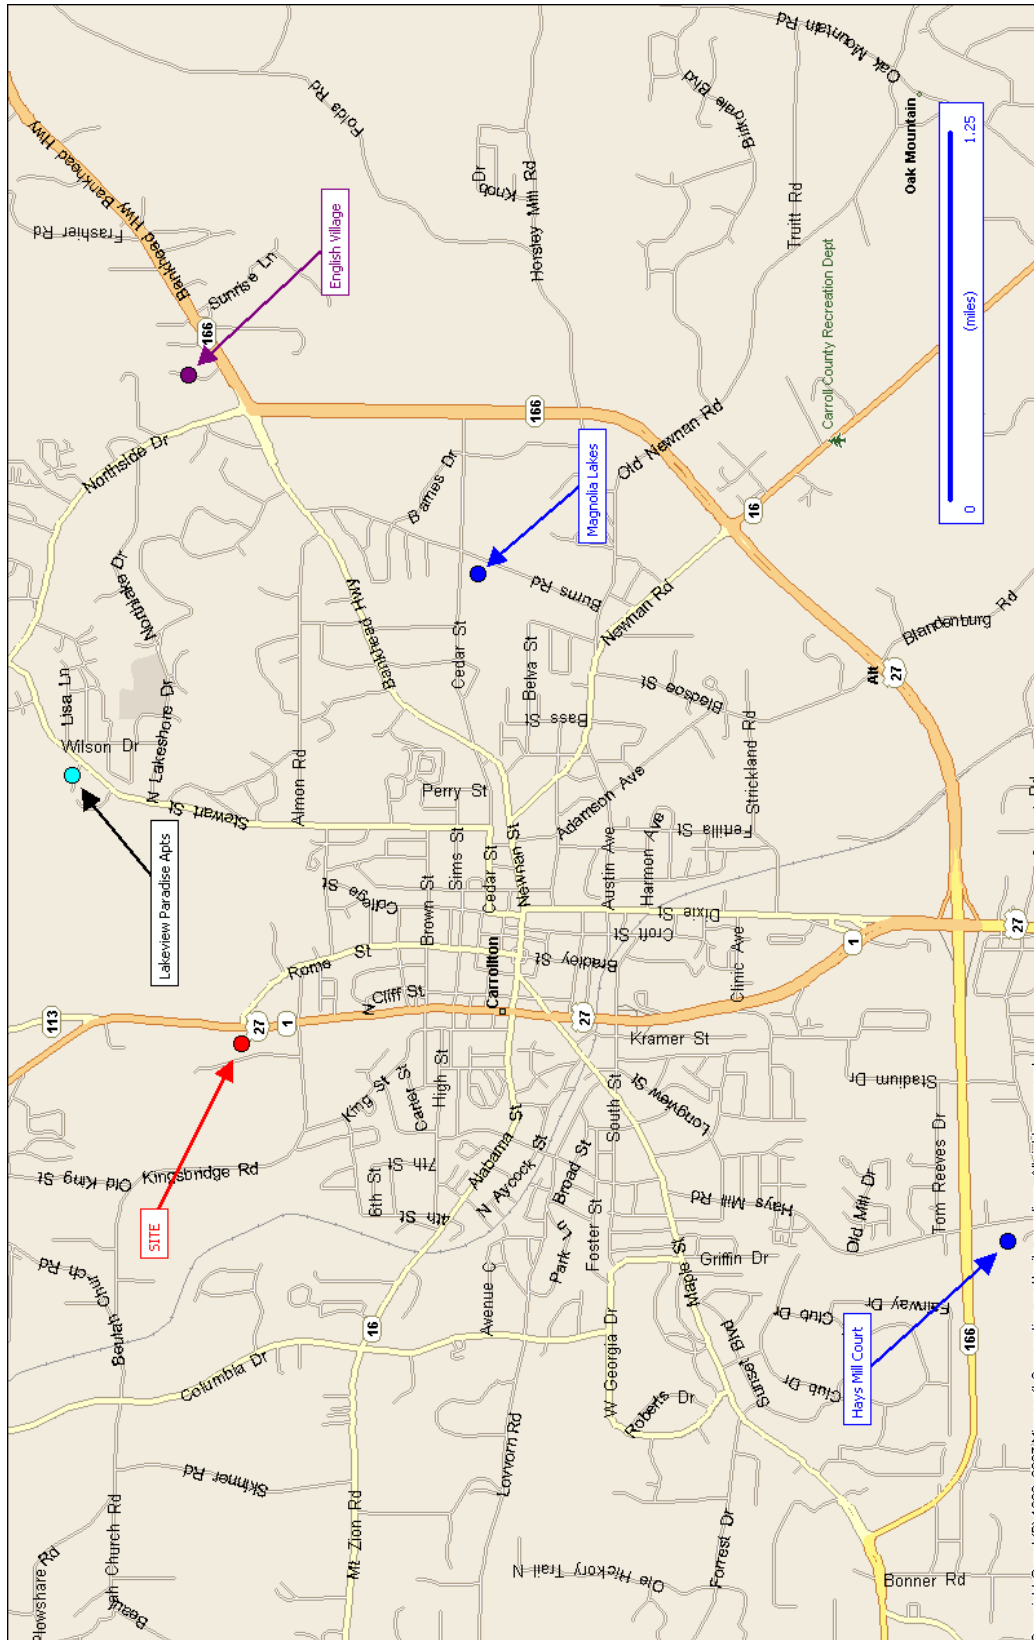 Plowshare Rd
Beulah Church Rd
Beulah
Skinner Rd
Mt Zion Rd
Columbia Dr
Beulah Church Rd
Old King St
Kingsbridge Rd
SITE
113
27
1
Rome St
N Cliff St
King St
Carter St
High St
7th St
6th St
4th St
Alabama St
N Aycock St
Broad St
Park Ln
Foster St
Avenue C
16
Lovvorn Rd
W Georgia Dr
Roberts Dr
Ole Hickory Trail N
Forrest Dr
Bonner Rd
Sunset Blvd
Maple St
Griffin Dr
Club Dr
Club Dr
Fairway Dr
166
Hays Mill Court
Hays Mill Rd
Old Mill Dr
Tom Reeves Dr
Stadium Dr
Longview St
South St
Kramer St
27
Carrollton
Bradley St
Croft St
Clinic Ave
Dixie St
1
27
Lakeview Paradise Apts
Stewart St
College St
Brown St
Sims St
Cedar St
Newnan St
Perry St
Almon Rd
N Lakeshore Dr
Wilson Dr
Lisa Ln
Northlake Dr
Northside Dr
Adamson Ave
Austin Ave
Harmon Ave
Fertilla St
Strickland Rd
Bledsoe St
Bass St
Belva St
Newnan Rd
Burns Rd
Cedar St
Bankhead Hwy
Barnes Dr
Magnolia Lakes
Old Newnan Rd
16
166
Alt
27
Blandenburg Rd
English Village
166
Sunrise Ln
Bankhead Hwy
Bankhead Hwy
Frashier Rd
Folds Rd
Knob Dr
Horsley Mill Rd
Birkdale Blvd
Truitt Rd
Oak Mountain Rd
Oak Mountain
Carroll County Recreation Dept
0
(miles)
1.25